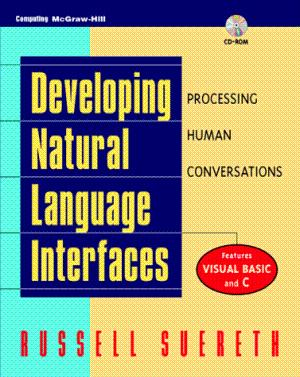 Computing McGraw-Hill
CD-ROM
Developing
Natural
Language
Interfaces
PROCESSING
HUMAN
CONVERSATIONS
Features
VISUAL BASIC
and C
RUSSELL SUERETH